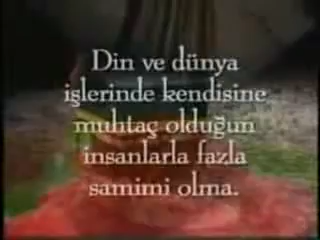 Din ve dünya
işlerinde kendisine
muhtaç olduğun
insanlarla fazla
samimi olma.